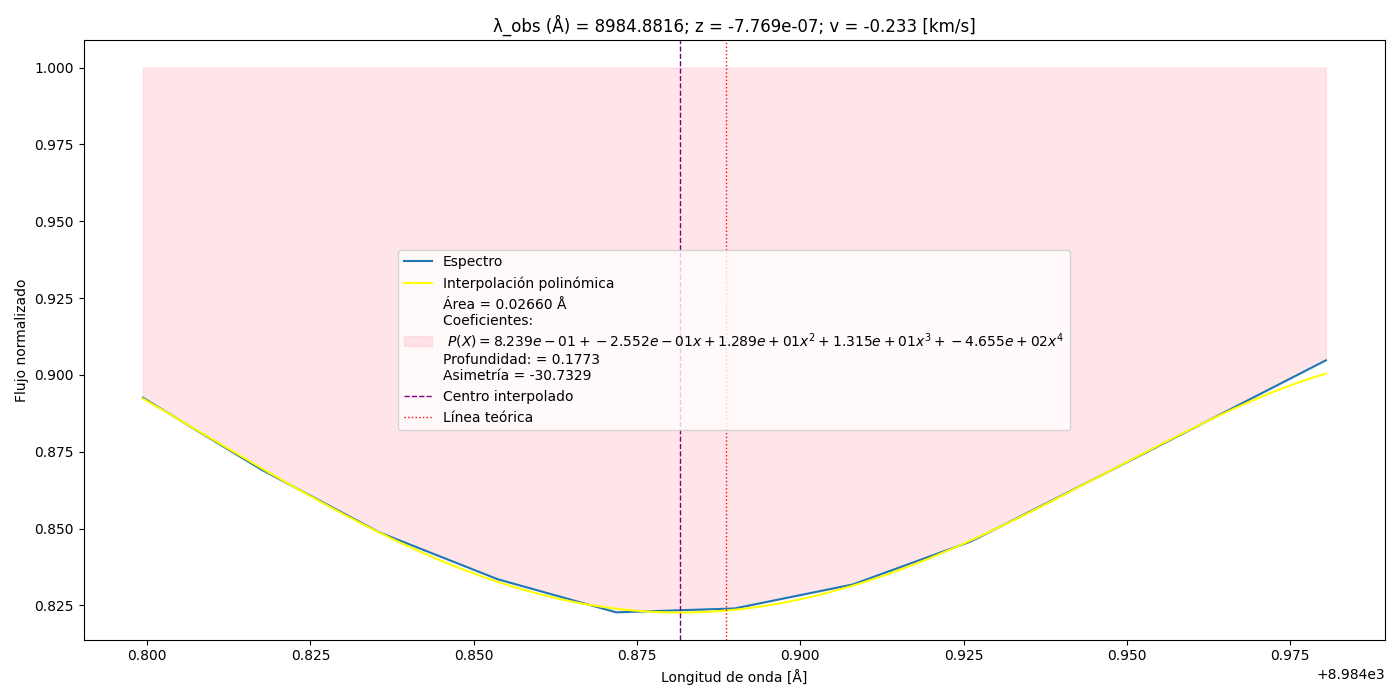 λ_obs (Å) = 8984.8816; z = -7.769e-07; v = -0.233 [km/s]
Flujo normalizado
1.000
0.975
0.950
0.925
0.900
0.875
0.850
0.825
Espectro
Interpolación polinómica
Área = 0.02660 Å
Coeficientes:
P(X) = 8.239e − 01 + −2.552e − 01x + 1.289e + 01x² + 1.315e + 01x³ + −4.655e + 02x⁴
Profundidad: = 0.1773
Asimetría = -30.7329
Centro interpolado
Línea teórica
0.800 0.825 0.850 0.875 0.900 0.925 0.950 0.975
Longitud de onda [Å]
+8.984e3